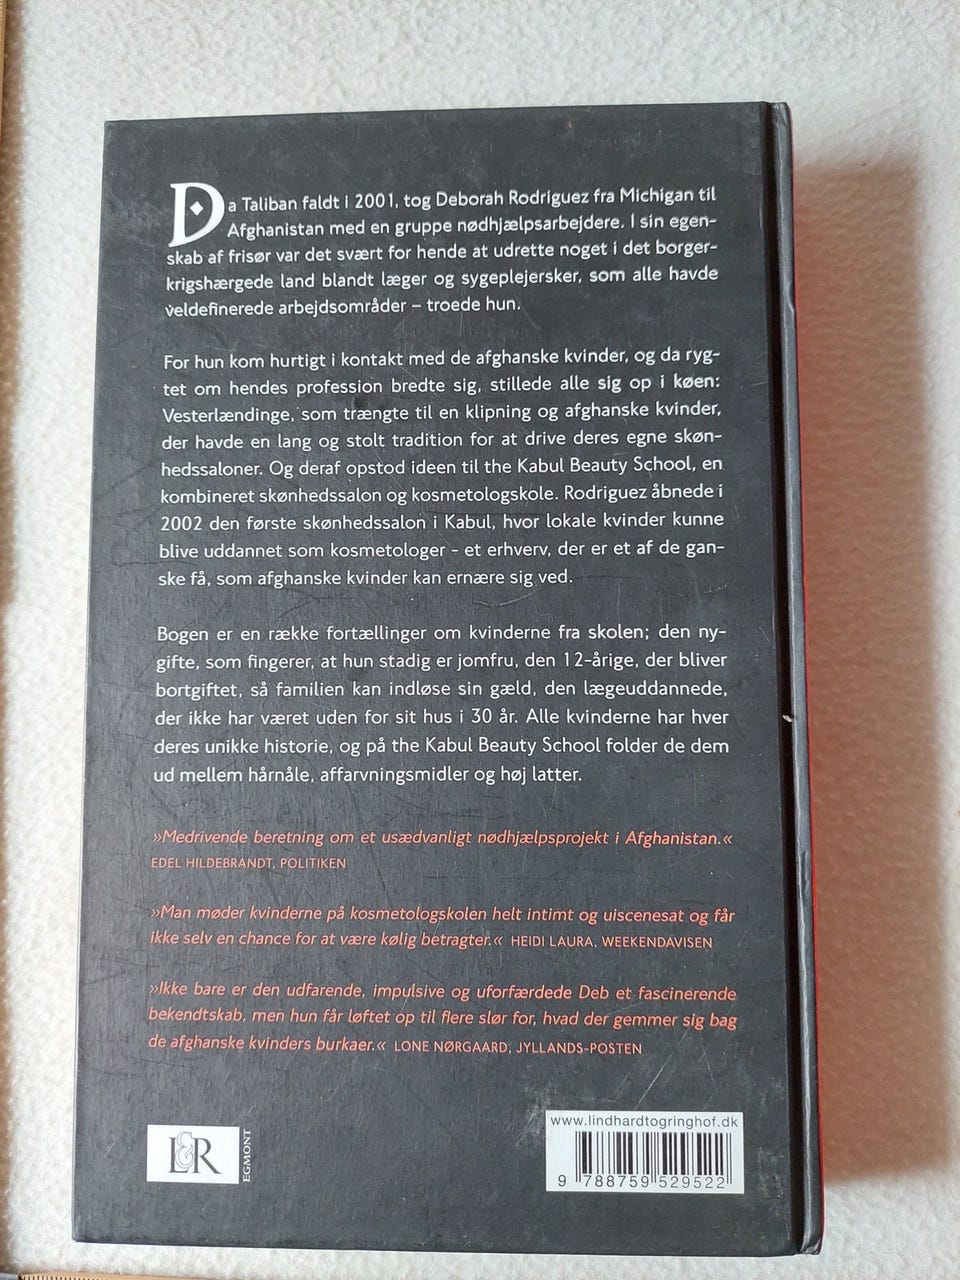 Da Taliban faldt i 2001, tog Deborah Rodriguez fra Michigan til
Afghanistan med en gruppe nødhjælpsarbejdere. I sin egen-
skab af frisør var det svært for hende at udrette noget i det borger-
krigshærgede land blandt læger og sygeplejersker, som alle havde
veldefinerede arbejdsområder – troede hun.
For hun kom hurtigt i kontakt med de afghanske kvinder, og da ryg-
tet om hendes profession bredte sig, stillede alle sig op i køen:
Vesterlændinge, som trængte til en klipning og afghanske kvinder,
der havde en lang og stolt tradition for at drive deres egne skøn-
hedssaloner. Og deraf opstod ideen til the Kabul Beauty School, en
kombineret skønhedssalon og kosmetologskole. Rodriguez åbnede i
2002 den første skønhedssalon i Kabul, hvor lokale kvinder kunne
blive uddannet som kosmetologer - et erhverv, der er et af de gan-
ske få, som afghanske kvinder kan ernære sig ved.
Bogen er en række fortællinger om kvinderne fra skolen; den ny-
gifte, som fingerer, at hun stadig er jomfru, den 12-årige, der bliver
bortgiftet, så familien kan indløse sin gæld, den lægeuddannede,
der ikke har været uden for sit hus i 30 år. Alle kvinderne har hver
deres unikke historie, og på the Kabul Beauty School folder de dem
ud mellem hårnåle, affarvningsmidler og høj latter.
»Medrivende beretning om et usædvanligt nødhjælpsprojekt i Afghanistan.«
EDEL HILDEBRANDT, POLITIKEN
»Man møder kvinderne på kosmetologskolen helt intimt og uiscenesat og får
ikke selv en chance for at være kølig betragter.« HEIDI LAURA, WEEKENDAVISEN
»Ikke bare er den udfarende, impulsive og uforfærdede Deb et fascinerende
bekendtskab, men hun får løftet op til flere slør for, hvad der gemmer sig bag
de afghanske kvinders burkaer.« LONE NØRGAARD, JYLLANDS-POSTEN
L&R
EGMONT
www.lindhardtogringhof.dk
9 788759 529522